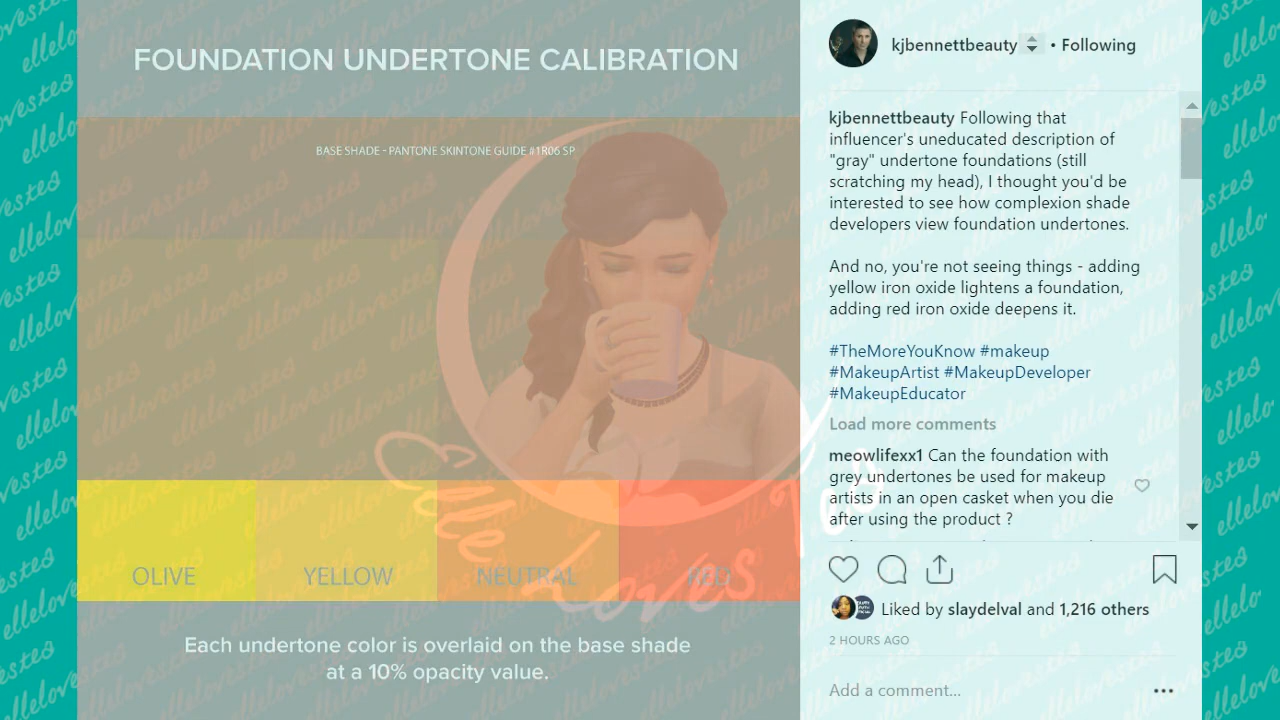 FOUNDATION UNDERTONE CALIBRATION
BASE SHADE - PANTONE SKINTONE GUIDE #1R06 SP
OLIVE
YELLOW
NEUTRAL
RED
Each undertone color is overlaid on the base shade
at a 10% opacity value.
Elle Loves Tea
kjbennettbeauty • Following
kjbennettbeauty Following that
influencer's uneducated description of
"gray" undertone foundations (still
scratching my head), I thought you'd be
interested to see how complexion shade
developers view foundation undertones.
And no, you're not seeing things - adding
yellow iron oxide lightens a foundation,
adding red iron oxide deepens it.
#TheMoreYouKnow #makeup
#MakeupArtist #MakeupDeveloper
#MakeupEducator
Load more comments
meowlifexx1 Can the foundation with
grey undertones be used for makeup
artists in an open casket when you die
after using the product ?
Liked by slaydelval and 1,216 others
2 HOURS AGO
Add a comment...
ellelovestea